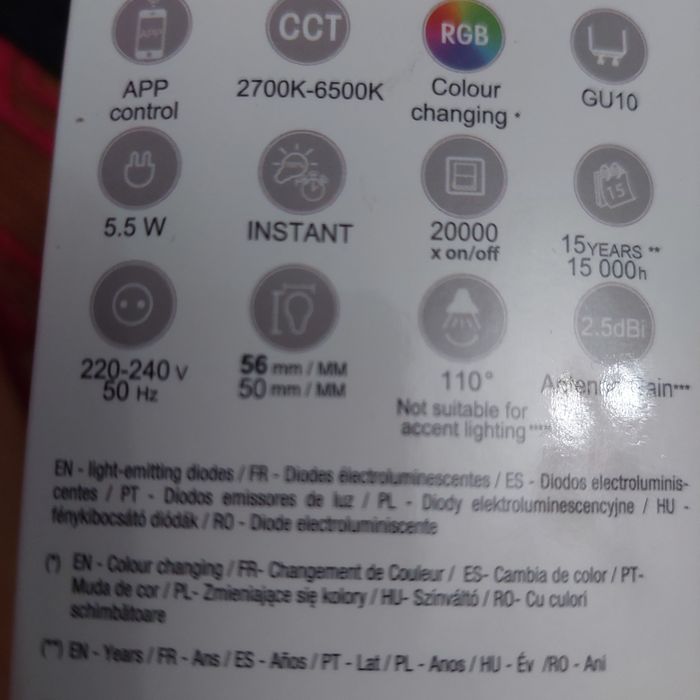 APP
CCT
RGB
APP
control
2700K-6500K
Colour
changing *
GU10
15
5.5 W
INSTANT
20000
x on/off
15YEARS **
15 000h
2.5dBi
220-240 V
50 Hz
56 mm / MM
50 mm / MM
110°
Not suitable for
accent lighting ****
Antenna Gain***
EN - light-emitting diodes / FR - Diodes électroluminescentes / ES - Diodos electroluminis-
centes / PT - Díodos emissores de luz / PL - Diody elektroluminescencyjne / HU -
fénykibocsátó diódák / RO - Diode electroluminiscente
(*) EN - Colour changing / FR- Changement de Couleur / ES- Cambia de color / PT-
Muda de cor / PL- Zmieniające się kolory / HU- Színváltó / RO- Cu culori
schimbătoare
(**) EN - Years / FR - Ans / ES - Años / PT - Lat / PL - Anos / HU - Év /RO - Ani